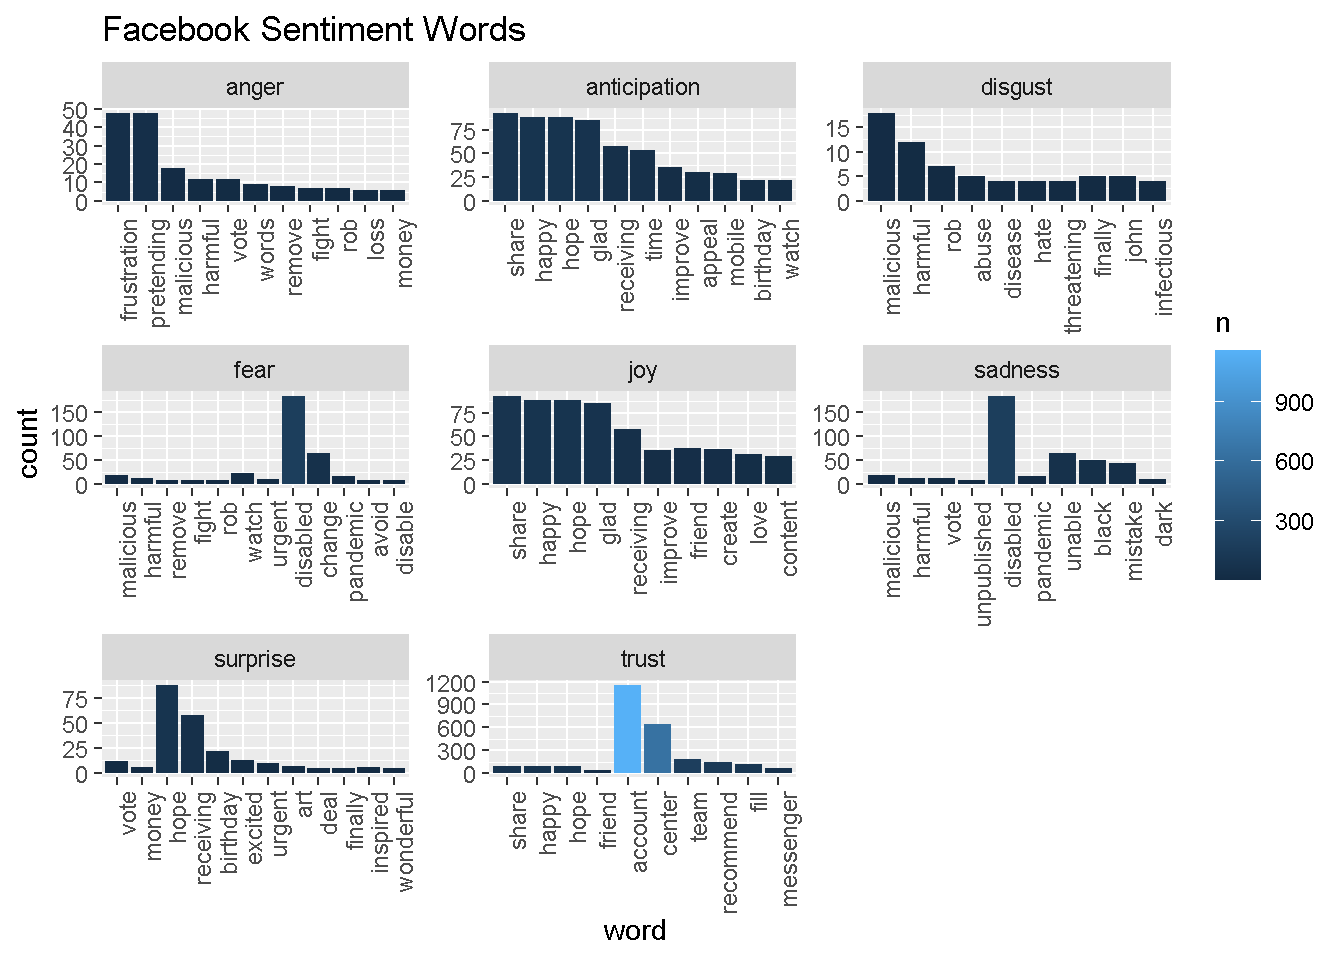 Facebook Sentiment Words
anger
50
40
30
20
10
0
frustration
pretending
malicious
harmful
vote
words
remove
fight
rob
loss
money
anticipation
75
50
25
0
share
happy
hope
glad
receiving
time
improve
appeal
mobile
birthday
watch
disgust
15
10
5
0
malicious
harmful
rob
abuse
disease
hate
threatening
finally
john
infectious
count
fear
150
100
50
0
malicious
harmful
remove
fight
rob
watch
urgent
disabled
change
pandemic
avoid
disable
joy
75
50
25
0
share
happy
hope
glad
receiving
improve
friend
create
love
content
sadness
150
100
50
0
malicious
harmful
vote
unpublished
disabled
pandemic
unable
black
mistake
dark
surprise
75
50
25
0
vote
money
hope
receiving
birthday
excited
urgent
art
deal
finally
inspired
wonderful
trust
1200
900
600
300
0
share
happy
hope
friend
account
center
team
recommend
fill
messenger
word
n
900
600
300